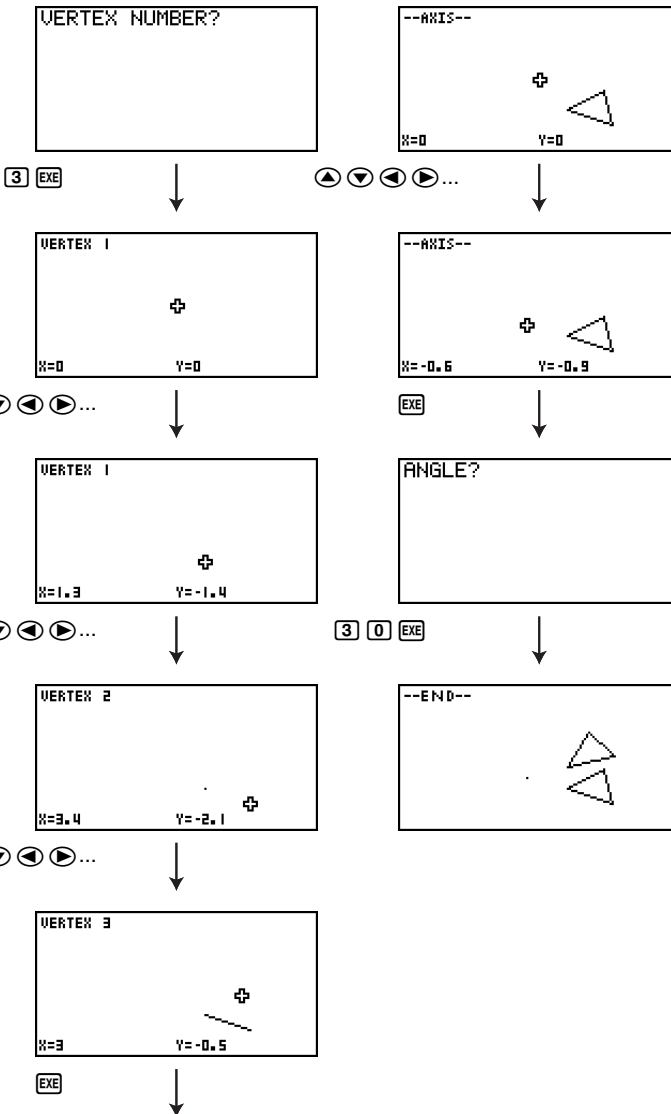 VERTEX NUMBER?
3 EXE
VERTEX 1
X=0 Y=0
...
VERTEX 1
X=1.3 Y=-1.4
...
VERTEX 2
X=3.4 Y=-2.1
...
VERTEX 3
X=3 Y=-0.5
EXE
--AXIS--
X=0 Y=0
...
--AXIS--
X=-0.6 Y=-0.9
EXE
ANGLE?
3 0 EXE
--END--